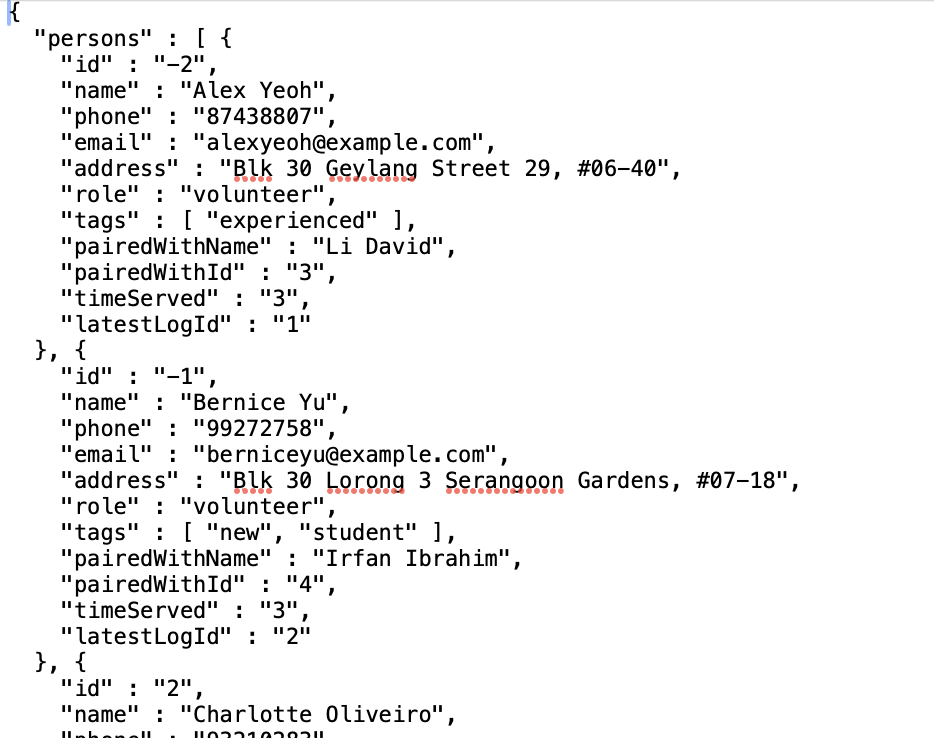 {
"persons" : [ {
"id" : "-2",
"name" : "Alex Yeoh",
"phone" : "87438807",
"email" : "alexyeoh@example.com",
"address" : "Blk 30 Geylang Street 29, #06-40",
"role" : "volunteer",
"tags" : [ "experienced" ],
"pairedWithName" : "Li David",
"pairedWithId" : "3",
"timeServed" : "3",
"latestLogId" : "1"
}, {
"id" : "-1",
"name" : "Bernice Yu",
"phone" : "99272758",
"email" : "berniceyu@example.com",
"address" : "Blk 30 Lorong 3 Serangoon Gardens, #07-18",
"role" : "volunteer",
"tags" : [ "new", "student" ],
"pairedWithName" : "Irfan Ibrahim",
"pairedWithId" : "4",
"timeServed" : "3",
"latestLogId" : "2"
}, {
"id" : "2",
"name" : "Charlotte Oliveiro",
"phone" : "93210283"